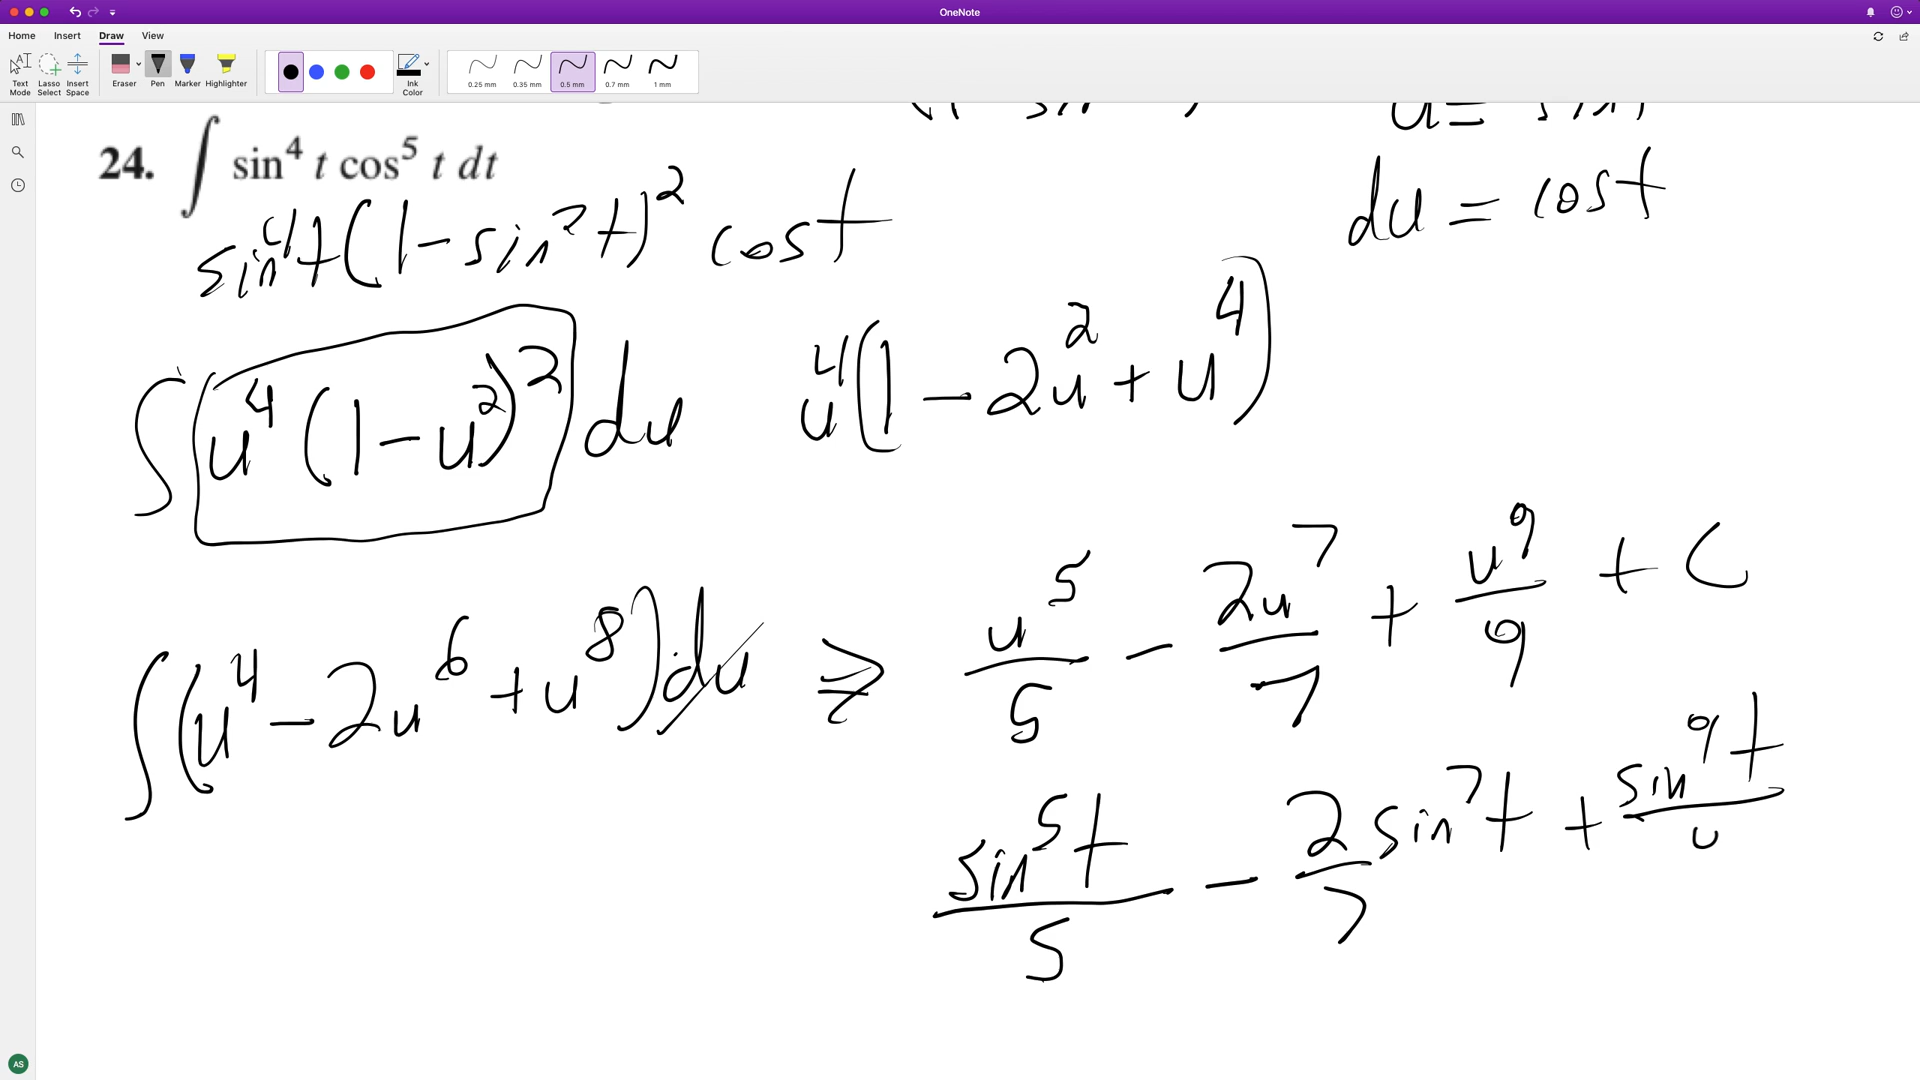 OneNote
Home Insert Draw View
Text Mode Lasso Select Insert Space Eraser Pen Marker Highlighter Ink Color 0.25 mm 0.35 mm 0.5 mm 0.7 mm 1 mm
u = sint
24. ∫ sin⁴ t cos⁵ t dt
du = cost
sin⁴t(1-sin²t)² cost
∫ u⁴(1-u²)² du u⁴(1 - 2u² + u⁴)
u⁵/5 - 2u⁷/7 + u⁹/9 + C
∫(u⁴ - 2u⁶ + u⁸)du
sin⁵t/5 - 2/7 sin⁷t + sin⁹t
AS